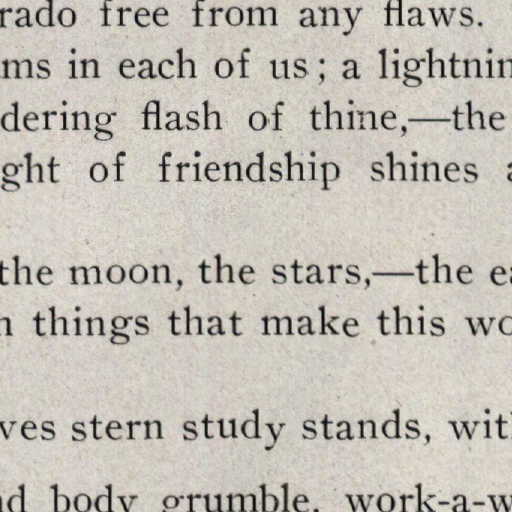 rado free from any flaws.
ms in each of us; a lightnin
dering flash of thine,—the
ght of friendship shines a
the moon, the stars,—the ea
n things that make this wo
ves stern study stands, wit
nd body grumble, work-a-w